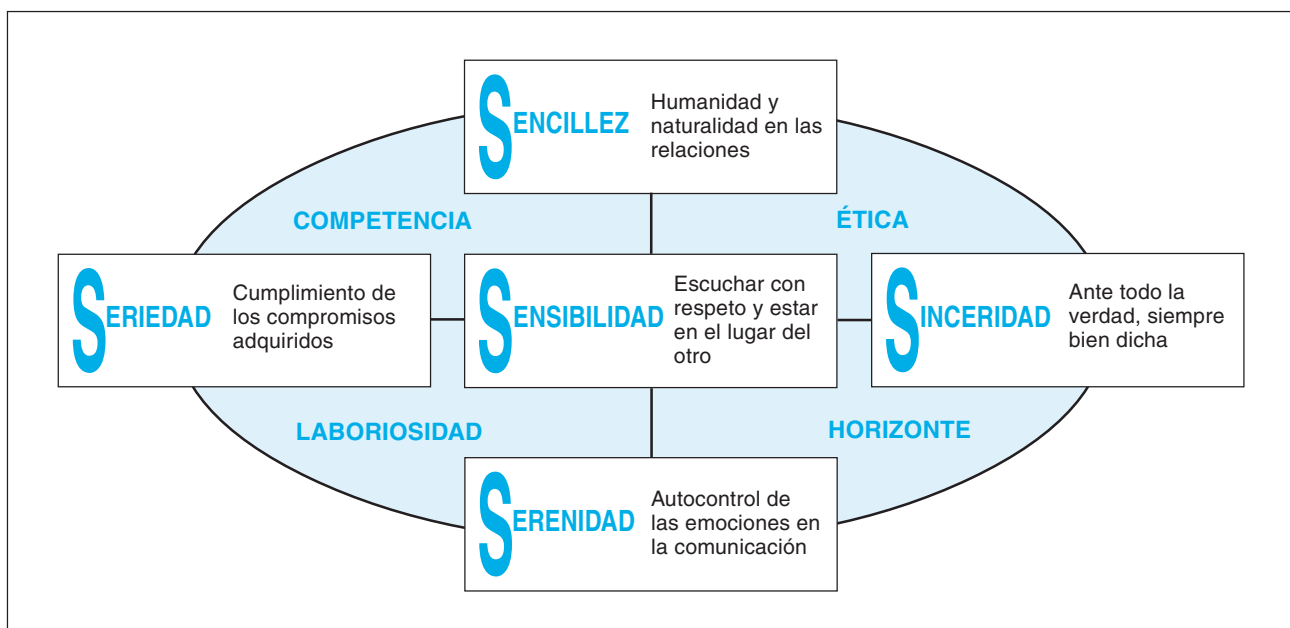 SENCILLEZ
Humanidad y
naturalidad en las
relaciones
COMPETENCIA
ÉTICA
SERIEDAD
Cumplimiento de
los compromisos
adquiridos
SENSIBILIDAD
Escuchar con
respeto y estar
en el lugar del
otro
SINCERIDAD
Ante todo la
verdad, siempre
bien dicha
LABORIOSIDAD
HORIZONTE
SERENIDAD
Autocontrol de
las emociones en
la comunicación